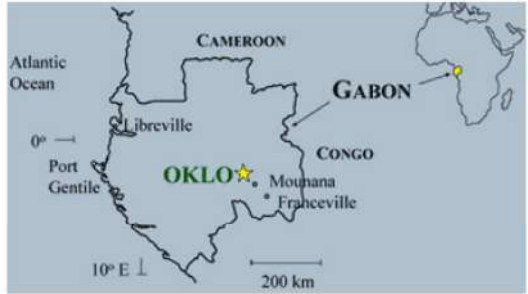 CAMEROON
Atlantic
Ocean
GABON
Libreville
0° —
CONGO
Port
Gentile
OKLO
Mounana
Franceville
10° E
200 km